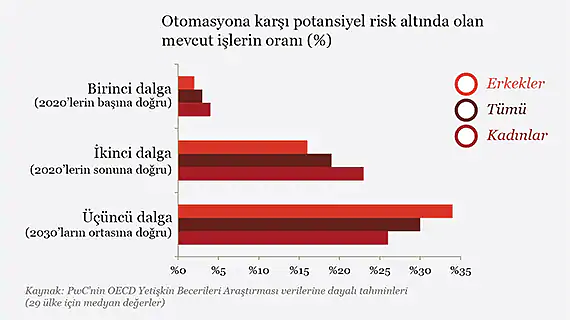 Otomasyona karşı potansiyel risk altında olan
mevcut işlerin oranı (%)
Birinci dalga
(2020'lerin başına doğru)
İkinci dalga
(2020'lerin sonuna doğru)
Üçüncü dalga
(2030'ların ortasına doğru)
Erkekler
Tümü
Kadınlar
%0 %5 %10 %15 %20 %25 %30 %35
Kaynak: PwC'nin OECD Yetişkin Becerileri Araştırması verilerine dayalı tahminleri
(29 ülke için medyan değerler)